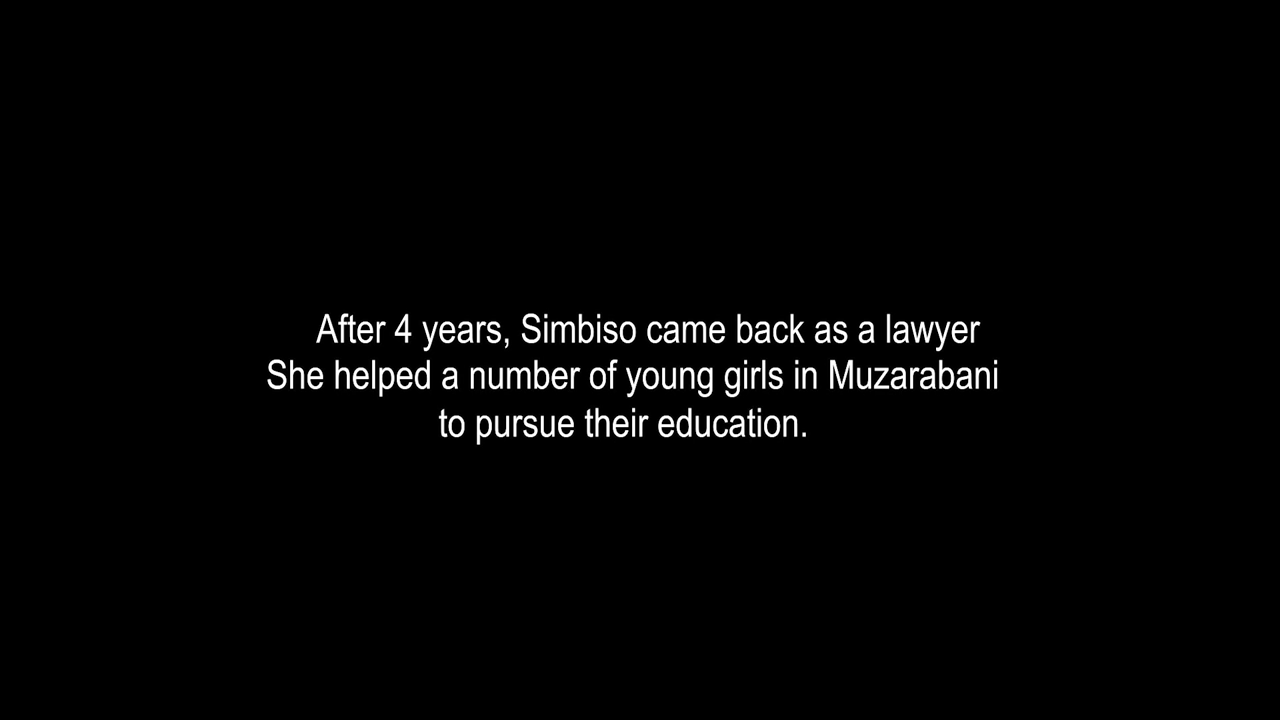 After 4 years, Simbiso came back as a lawyer
She helped a number of young girls in Muzarabani
to pursue their education.